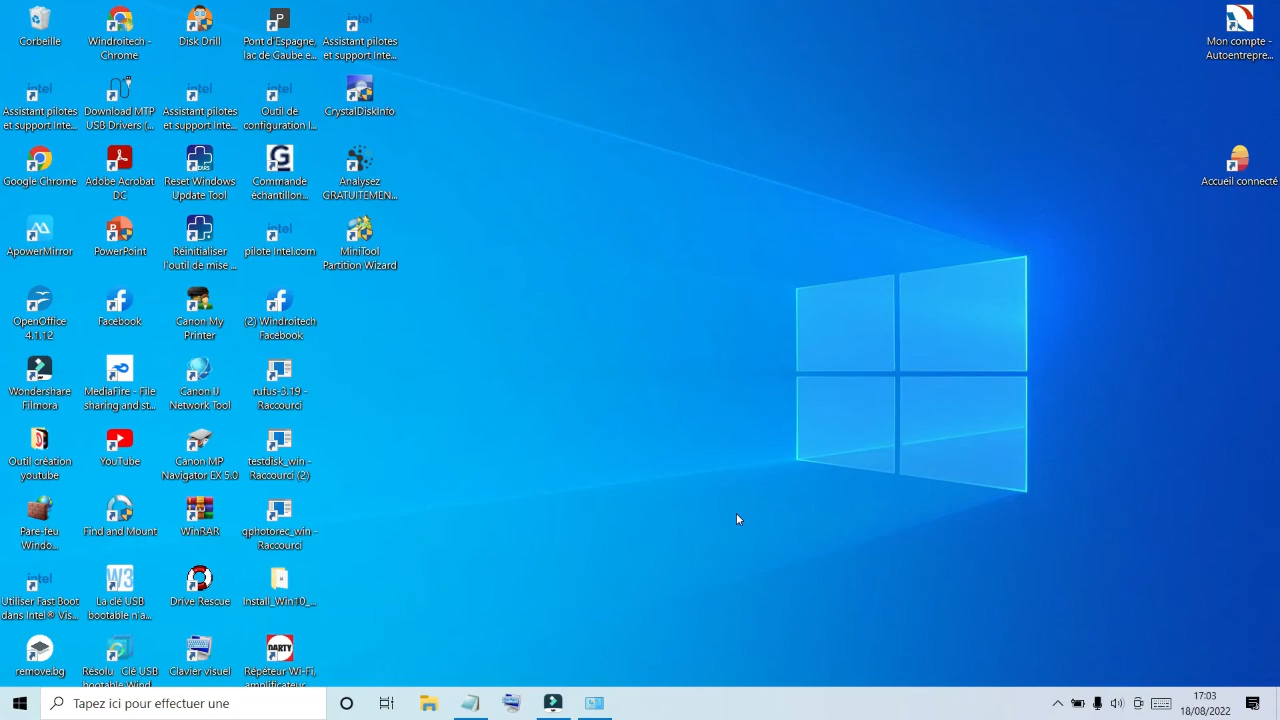 Corbeille
Windroitech -
Chrome
Disk Drill
Pont d'Espagne,
lac de Gaube e...
Assistant pilotes
et support Inte...
Mon compte -
Autoentrepre...
Assistant pilotes
et support Inte...
Download MTP
USB Drivers (...
Assistant pilotes
et support Inte...
Outil de
configuration I...
CrystalDiskInfo
Google Chrome
Adobe Acrobat
DC
Reset Windows
Update Tool
Commande
échantillon...
Analysez
GRATUITEMEN...
Accueil connecté
ApowerMirror
PowerPoint
Réinitialiser
l'outil de mise ...
pilote Intel.com
MiniTool
Partition Wizard
OpenOffice
4.1.12
Facebook
Canon My
Printer
(2) Windroitech
Facebook
Wondershare
Filmora
MediaFire - File
sharing and st...
Canon IJ
Network Tool
rufus-3.19 -
Raccourci
Outil création
youtube
YouTube
Canon MP
Navigator EX 5.0
testdisk_win -
Raccourci (2)
Pare-feu
Windo...
Find and Mount
WinRAR
qphotorec_win -
Raccourci
Utiliser Fast Boot
dans Intel® Vis...
La clé USB
bootable n a...
Drive Rescue
Install_Win10_...
removebg
Résolu Clé USB
bootable Wind...
Clavier visuel
DARTY
Répéteur Wi-Fi,
amplificateur...
Tapez ici pour effectuer une
17:03
18/08/2022